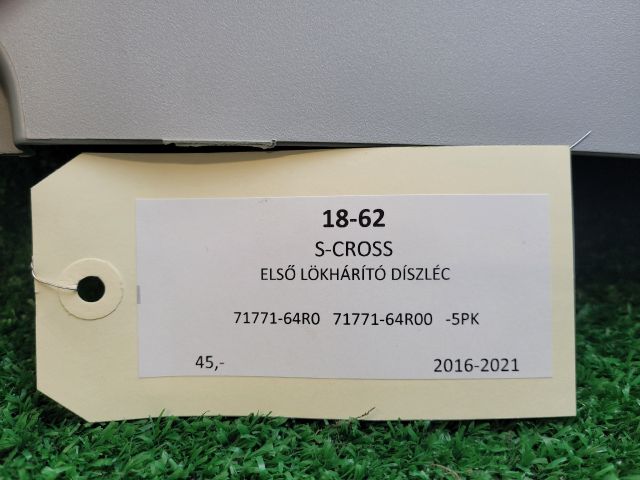 18-62
S-CROSS
ELSŐ LÖKHÁRÍTÓ DÍSZLÉC
71771-64R0 71771-64R00 -5PK
45,- 2016-2021